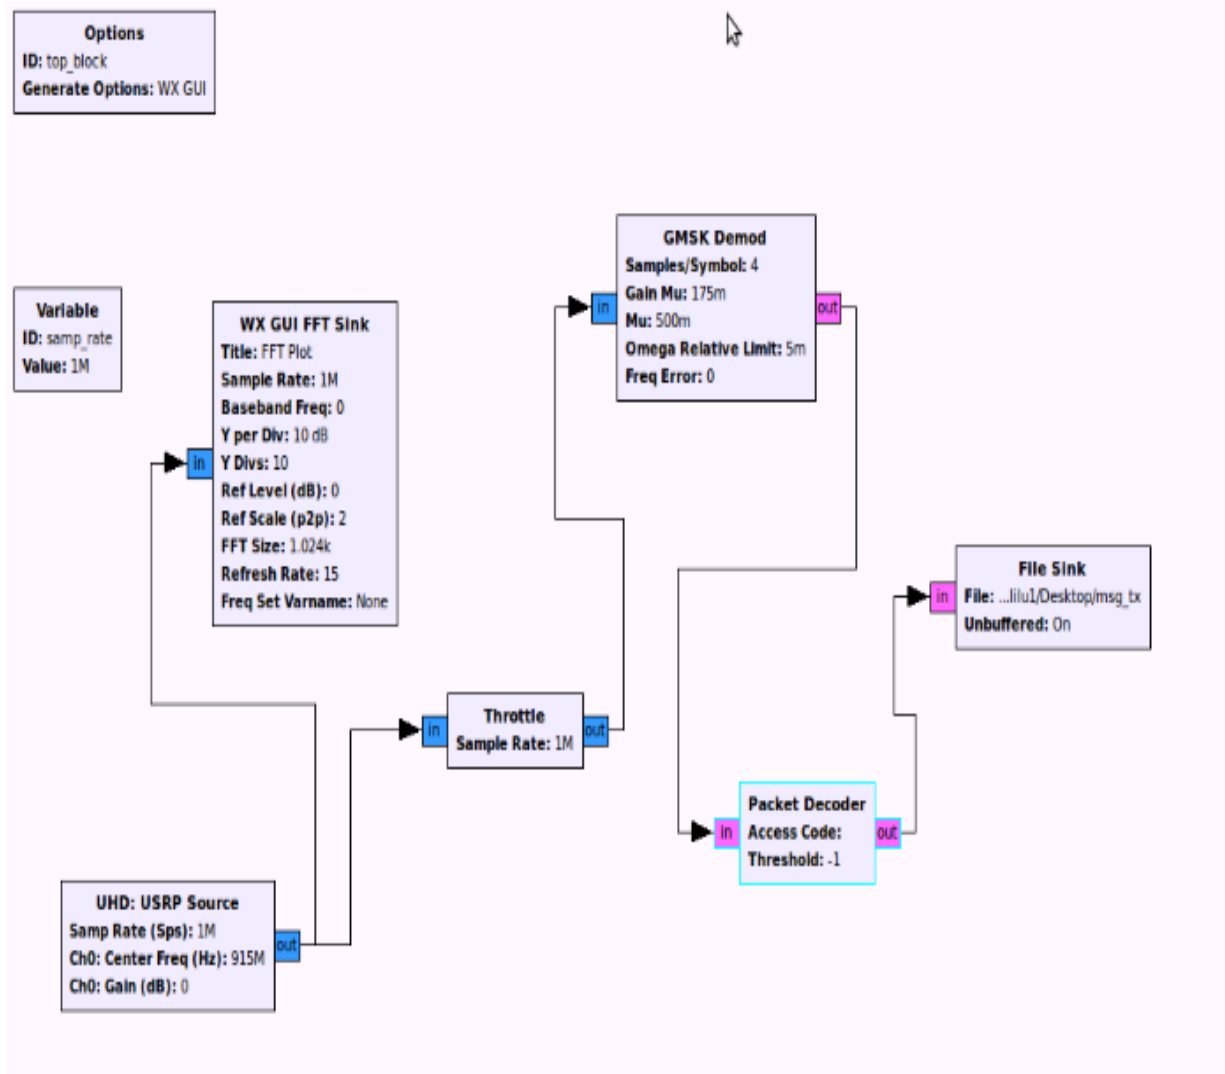 Options
ID: top_block
Generate Options: WX GUI
Variable
ID: samp_rate
Value: 1M
WX GUI FFT Sink
Title: FFT Plot
Sample Rate: 1M
Baseband Freq: 0
Y per Div: 10 dB
Y Divs: 10
Ref Level (dB): 0
Ref Scale (p2p): 2
FFT Size: 1.024k
Refresh Rate: 15
Freq Set Varname: None
in
GMSK Demod
Samples/Symbol: 4
Gain Mu: 175m
Mu: 500m
Omega Relative Limit: 5m
Freq Error: 0
in
out
File Sink
File: ...lilu1/Desktop/msg_tx
Unbuffered: On
in
Throttle
Sample Rate: 1M
in
out
Packet Decoder
Access Code:
Threshold: -1
in
out
UHD: USRP Source
Samp Rate (Sps): 1M
Ch0: Center Freq (Hz): 915M
Ch0: Gain (dB): 0
out